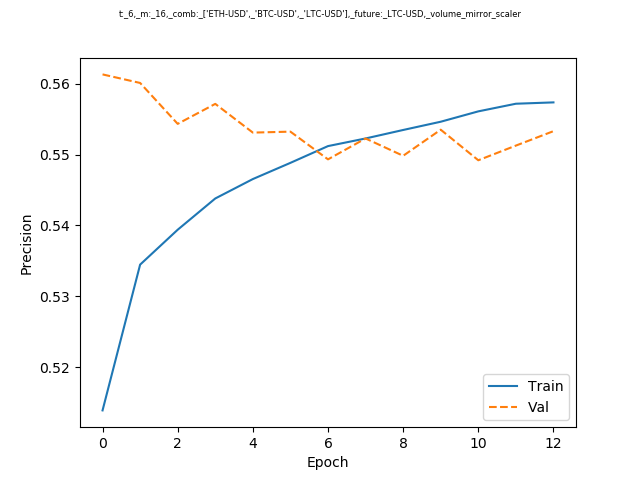 t:_6,_m:_16,_comb:_['ETH-USD',_'BTC-USD',_'LTC-USD'],_future:_LTC-USD,_volume_mirror_scaler
0.56
0.55
0.54
0.53
0.52
Precision
0 2 4 6 8 10 12
Epoch
Train
Val